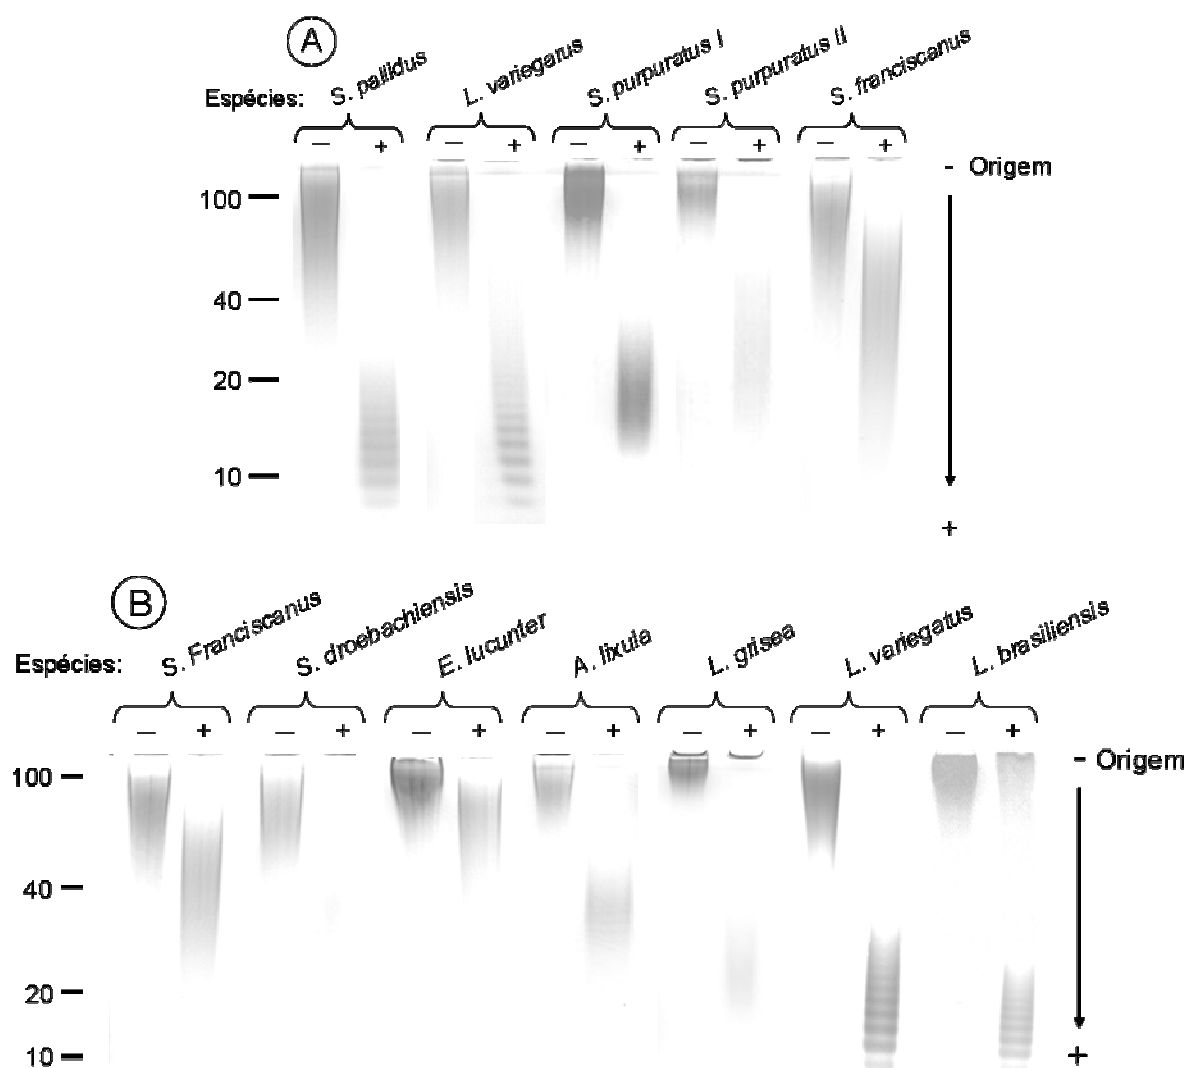 A
Espécies: S. pallidus L. variegatus S. purpuratus I S. purpuratus II S. franciscanus
− + − + − + − + − +
- Origem
100
40
20
10
+
B
Espécies: S. Franciscanus S. droebachiensis E. lucunter A. lixula L. grisea L. variegatus L. brasiliensis
− + − + − + − + − + − + − +
- Origem
100
40
20
10
+